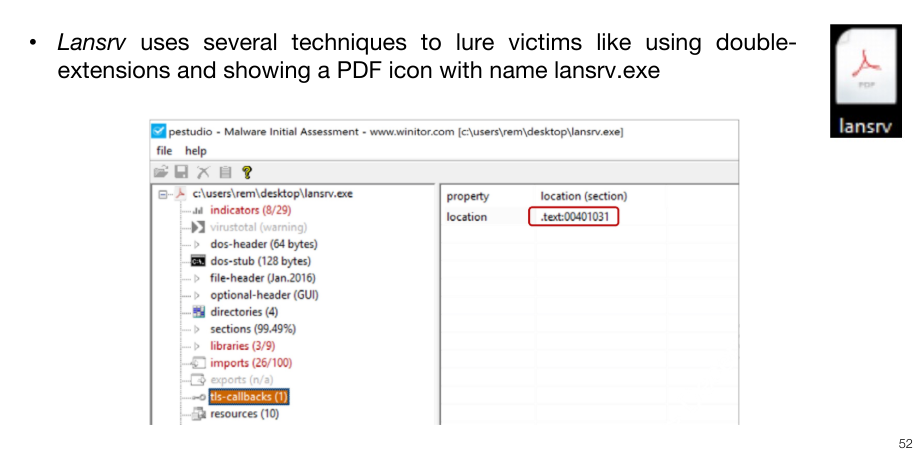 • Lansrv uses several techniques to lure victims like using double-
extensions and showing a PDF icon with name lansrv.exe
PDF
lansrv
pestudio - Malware Initial Assessment - www.winitor.com [c:\users\rem\desktop\lansrv.exe]
file help
c:\users\rem\desktop\lansrv.exe
indicators (8/29)
virustotal (warning)
dos-header (64 bytes)
dos-stub (128 bytes)
file-header (Jan.2016)
optional-header (GUI)
directories (4)
sections (99.49%)
libraries (3/9)
imports (26/100)
exports (n/a)
tls-callbacks (1)
resources (10)
property location (section)
location .text:00401031
52